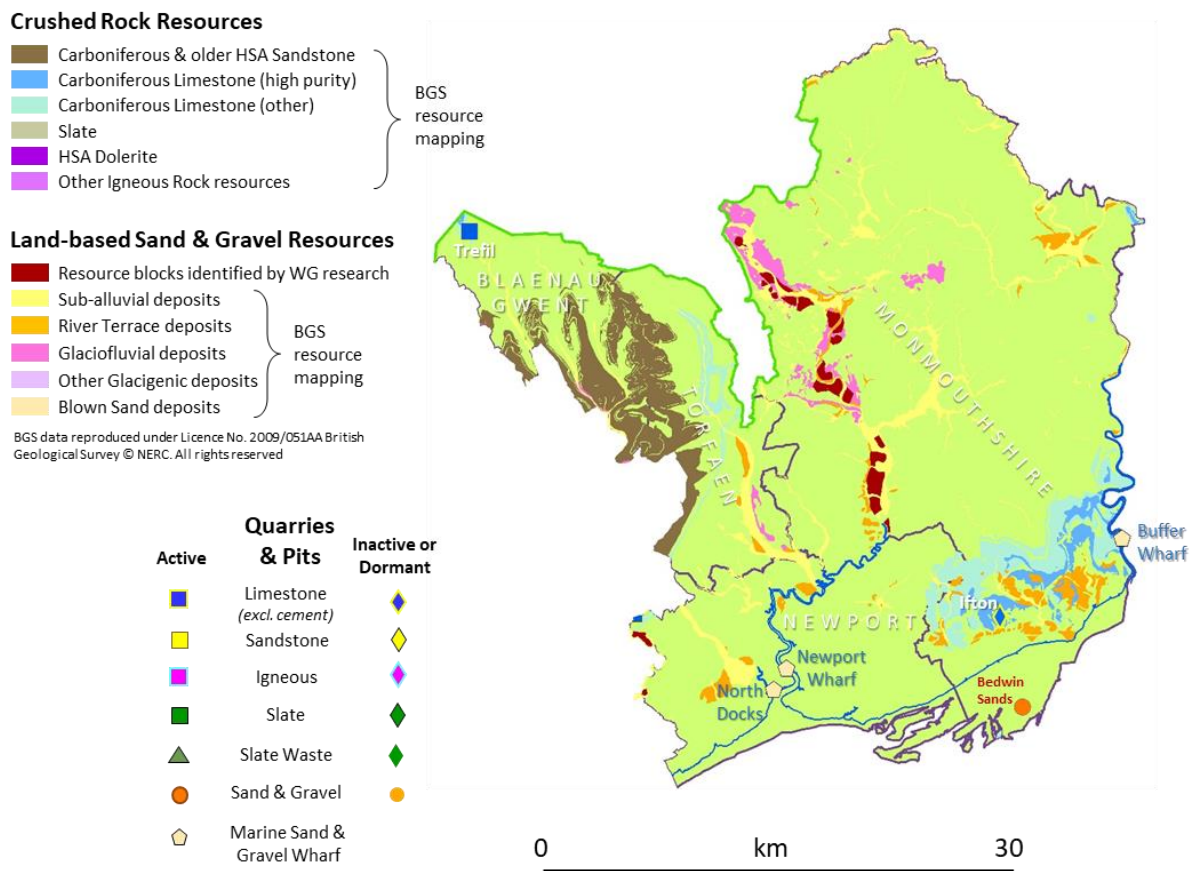 Crushed Rock Resources
Carboniferous & older HSA Sandstone
Carboniferous Limestone (high purity)
Carboniferous Limestone (other)
Slate
HSA Dolerite
Other Igneous Rock resources
BGS
resource
mapping
Land-based Sand & Gravel Resources
Resource blocks identified by WG research
Sub-alluvial deposits
River Terrace deposits
Glaciofluvial deposits
Other Glacigenic deposits
Blown Sand deposits
BGS
resource
mapping
BGS data reproduced under Licence No. 2009/051AA British
Geological Survey © NERC. All rights reserved
Quarries
& Pits
Active
Inactive or
Dormant
Limestone
(excl. cement)
Sandstone
Igneous
Slate
Slate Waste
Sand & Gravel
Marine Sand &
Gravel Wharf
Trefil
BLAENAU
GWENT
TORFAEN
MONMOUTHSHIRE
NEWPORT
Ifton
Buffer
Wharf
Newport
Wharf
North
Docks
Bedwin
Sands
0 km 30